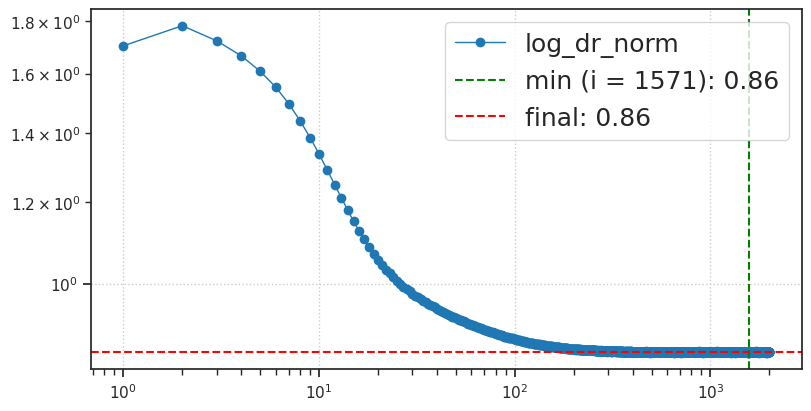 1.8 × 10⁰
1.6 × 10⁰
1.4 × 10⁰
1.2 × 10⁰
10⁰
log_dr_norm
min (i = 1571): 0.86
final: 0.86
10⁰ 10¹ 10² 10³